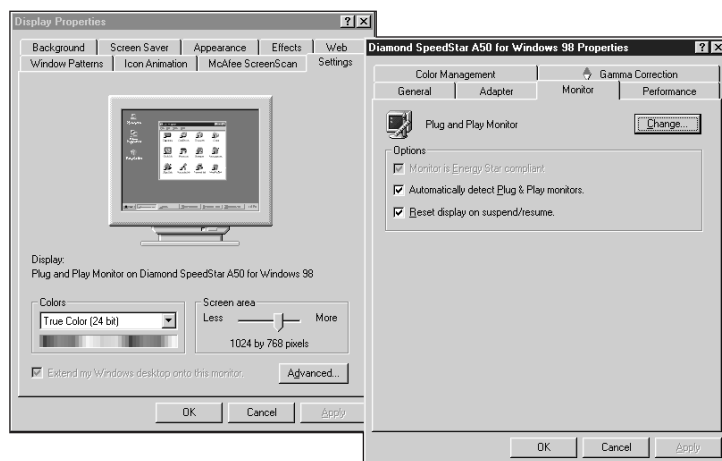 Display Properties
Background Screen Saver Appearance Effects Web
Window Patterns Icon Animation McAfee ScreenScan Settings
Display:
Plug and Play Monitor on Diamond SpeedStar A50 for Windows 98
Colors
True Color (24 bit)
Screen area
Less More
1024 by 768 pixels
Extend my Windows desktop onto this monitor.
Advanced...
OK Cancel Apply
Diamond SpeedStar A50 for Windows 98 Properties
Color Management Gamma Correction
General Adapter Monitor Performance
Plug and Play Monitor
Change...
Options
Monitor is Energy Star compliant
Automatically detect Plug & Play monitors.
Reset display on suspend/resume.
OK Cancel Apply